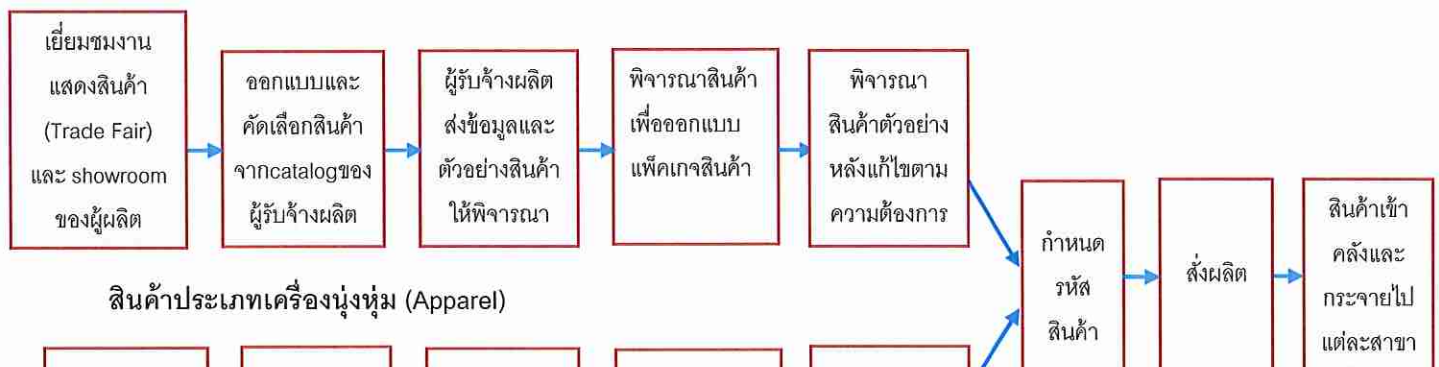 เยี่ยมชมงาน
แสดงสินค้า
(Trade Fair)
และ showroom
ของผู้ผลิต
ออกแบบและ
คัดเลือกสินค้า
จากcatalogของ
ผู้รับจ้างผลิต
ผู้รับจ้างผลิต
ส่งข้อมูลและ
ตัวอย่างสินค้า
ให้พิจารณา
พิจารณาสินค้า
เพื่อออกแบบ
แพ็คเกจสินค้า
พิจารณา
สินค้าตัวอย่าง
หลังแก้ไขตาม
ความต้องการ
กำหนด
รหัส
สินค้า
สั่งผลิต
สินค้าเข้า
คลังและ
กระจายไป
แต่ละสาขา
สินค้าประเภทเครื่องนุ่งหุ่ม (Apparel)